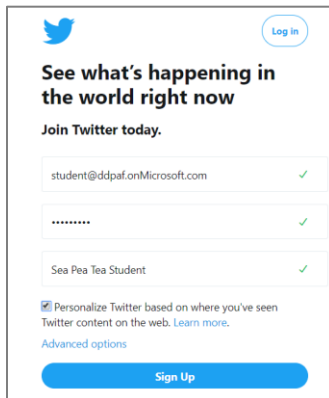 Log in
See what's happening in
the world right now
Join Twitter today.
student@ddpaf.onMicrosoft.com
•••••••••
Sea Pea Tea Student
Personalize Twitter based on where you've seen
Twitter content on the web. Learn more.
Advanced options
Sign Up